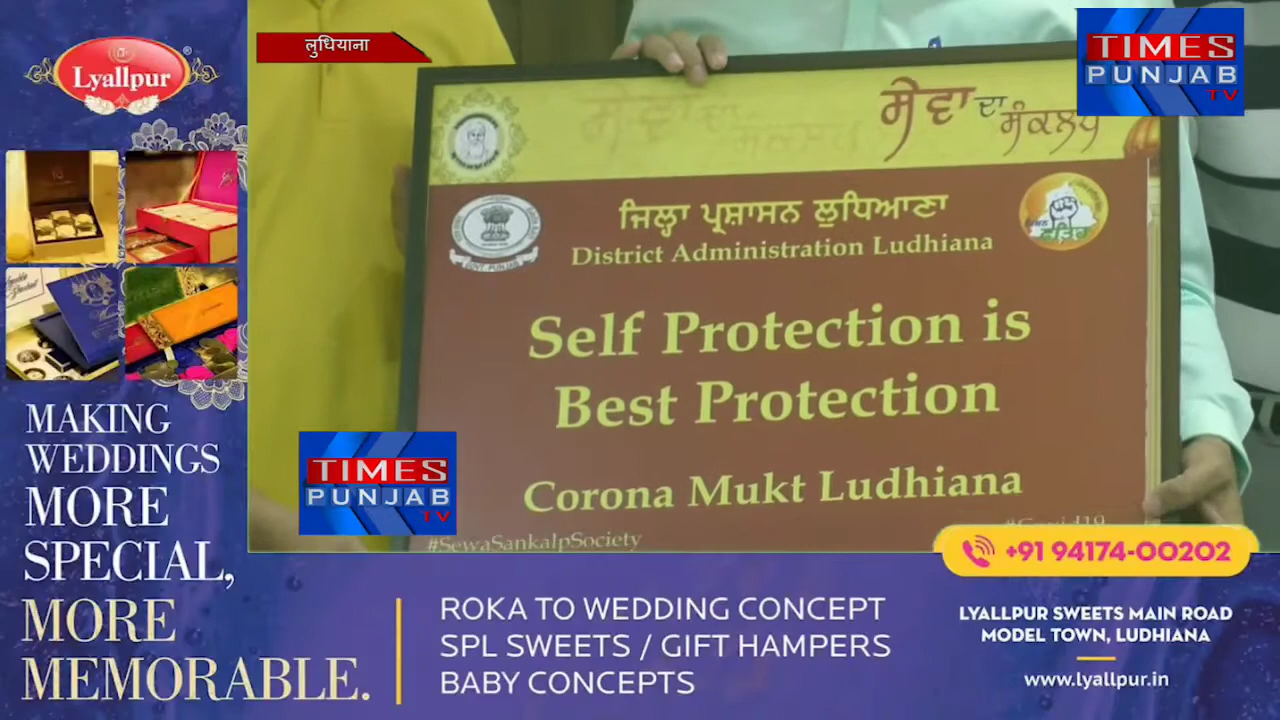 Lyallpur
®
MAKING
WEDDINGS
MORE
SPECIAL,
MORE
MEMORABLE.
लुधियाना
TIMES
PUNJAB
TV
ਸੇਵਾ ਦਾ
ਸੰਕਲਪ
ਜਿਲ੍ਹਾ ਪ੍ਰਸ਼ਾਸਨ ਲੁਧਿਆਣਾ
District Administration Ludhiana
GOVT. PUNJAB
Self Protection is
Best Protection
Corona Mukt Ludhiana
#SewaSankalpSociety
#Covid19
TIMES
PUNJAB
TV
+91 94174-00202
ROKA TO WEDDING CONCEPT
SPL SWEETS / GIFT HAMPERS
BABY CONCEPTS
LYALLPUR SWEETS MAIN ROAD
MODEL TOWN, LUDHIANA
www.lyallpur.in